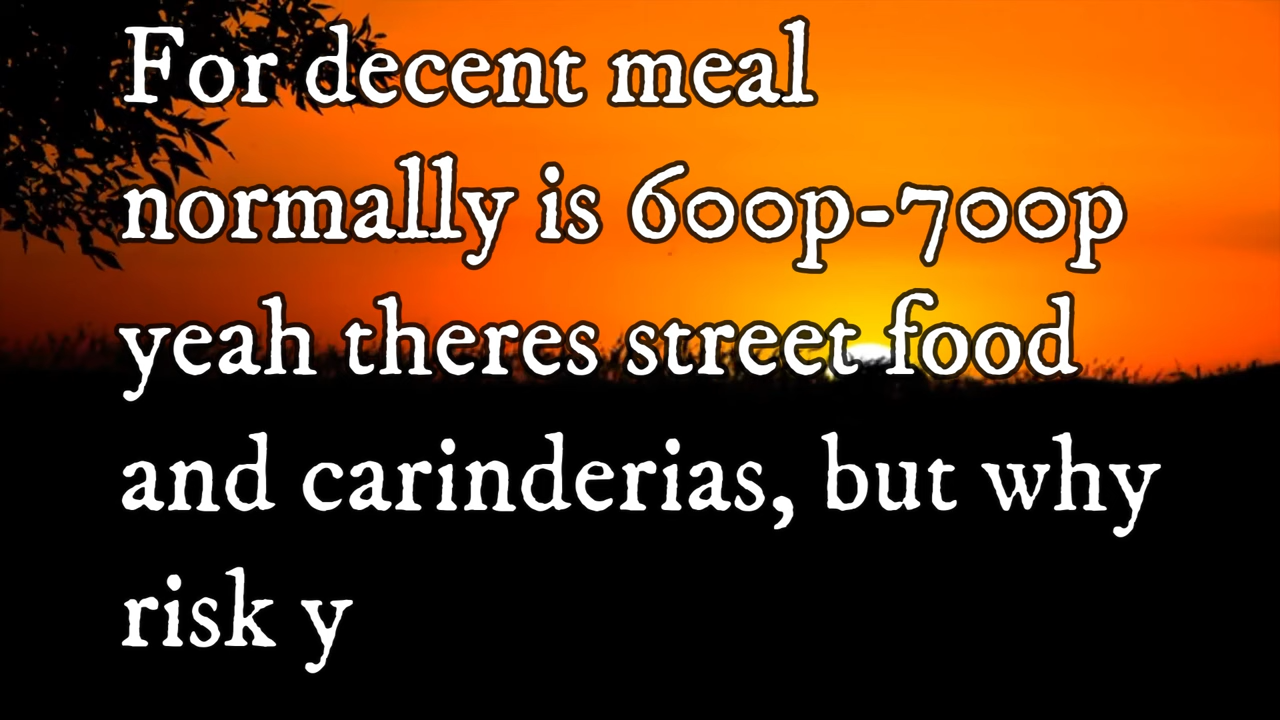 For decent meal
normally is 600p-700p
yeah theres street food
and carinderias, but why
risk y